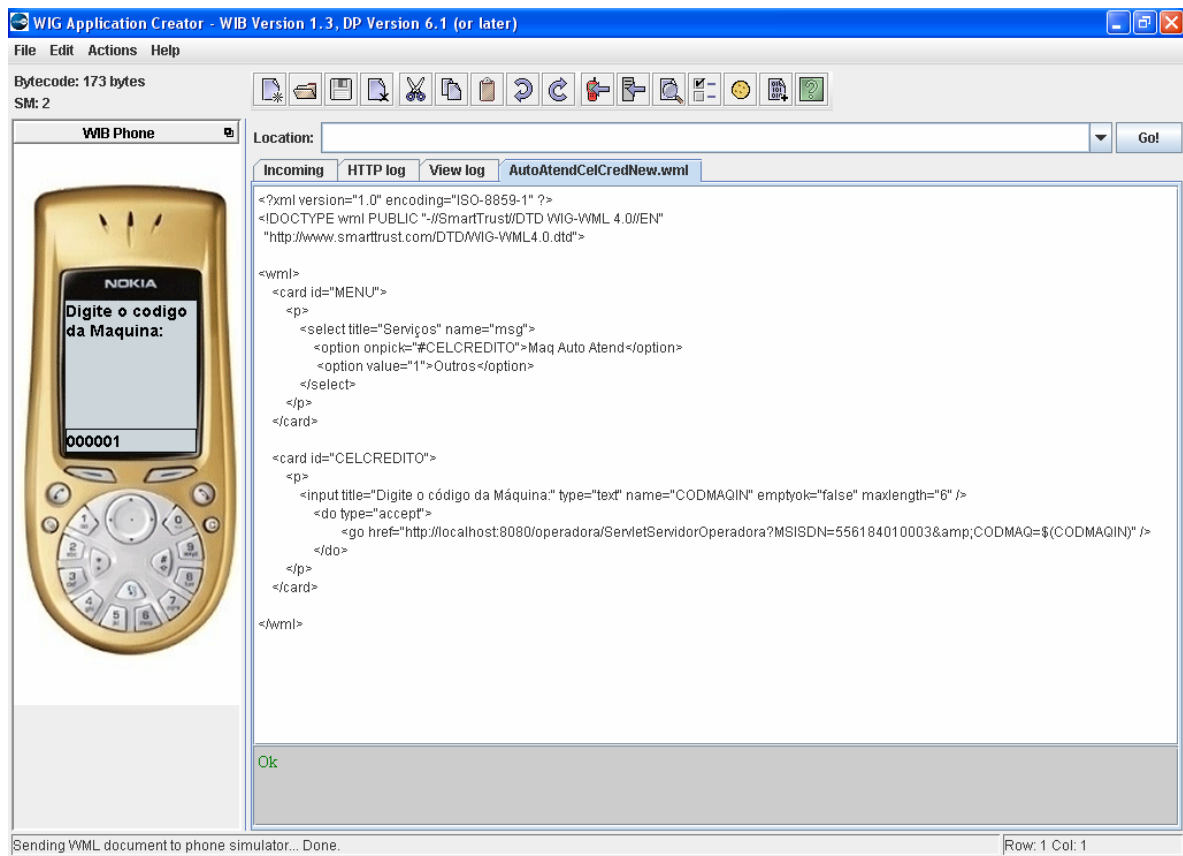 WIG Application Creator - WIB Version 1.3, DP Version 6.1 (or later)
File Edit Actions Help
Bytecode: 173 bytes
SM: 2
WIB Phone
Location:
Go!
Incoming HTTP log View log AutoAtendCelCredNew.wml
NOKIA
Digite o codigo
da Maquina:
000001
<?xml version="1.0" encoding="ISO-8859-1" ?>
<!DOCTYPE wml PUBLIC "-//SmartTrust//DTD WIG-WML 4.0//EN"
"http://www.smarttrust.com/DTD/WIG-WML4.0.dtd">
<wml>
<card id="MENU">
<p>
<select title="Serviços" name="msg">
<option onpick="#CELCREDITO">Maq Auto Atend</option>
<option value="1">Outros</option>
</select>
</p>
</card>
<card id="CELCREDITO">
<p>
<input title="Digite o código da Máquina:" type="text" name="CODMAQIN" emptyok="false" maxlength="6" />
<do type="accept">
<go href="http://localhost:8080/operadora/ServletServidorOperadora?MSISDN=556184010003&amp;CODMAQ=$(CODMAQIN)" />
</do>
</p>
</card>
</wml>
Ok
Sending WML document to phone simulator... Done.
Row: 1 Col: 1